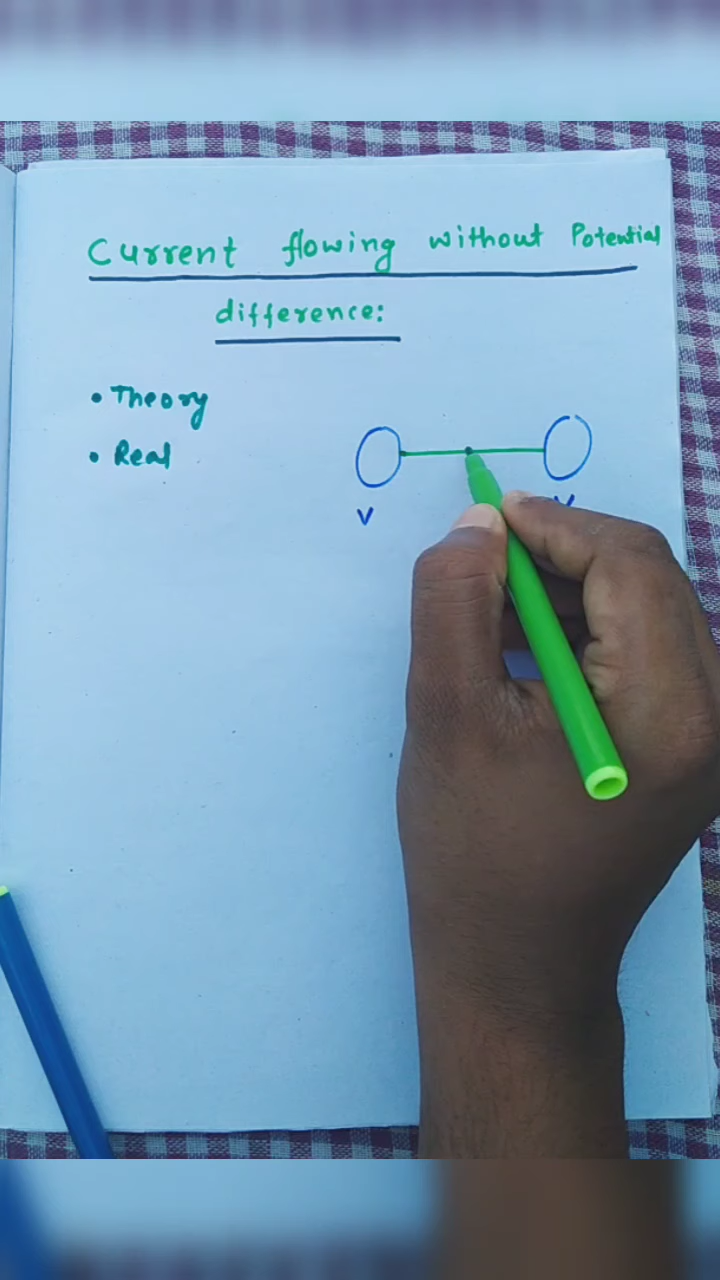 Current flowing without Potential
difference:
• Theory
• Real
V V